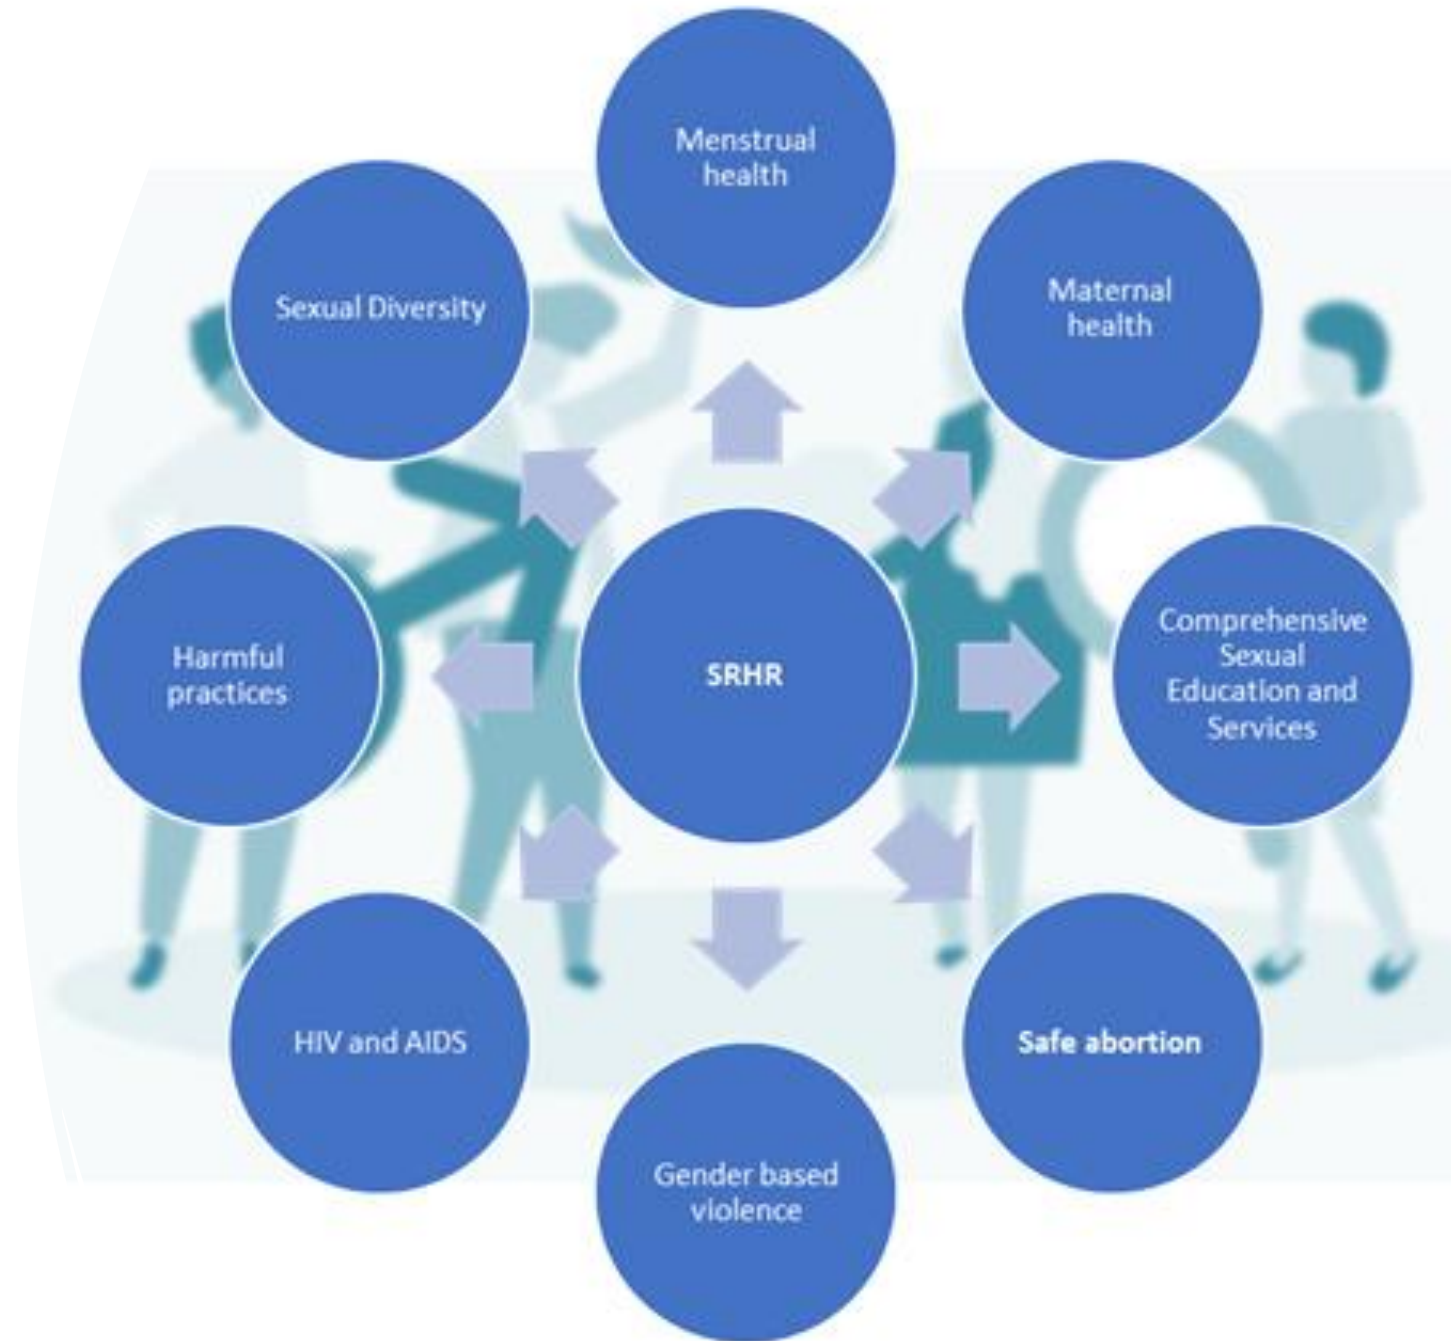 Menstrual
health
Sexual Diversity
Maternal
health
Harmful
practices
SRHR
Comprehensive
Sexual
Education and
Services
HIV and AIDS
Safe abortion
Gender based
violence